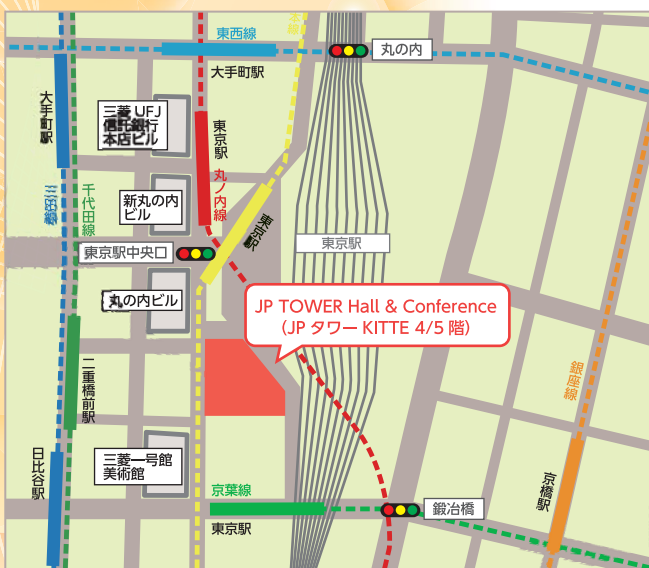 東西線
本線
丸の内
大手町駅
大手町駅
三菱 UFJ
信託銀行
本店ビル
東京駅
丸ノ内線
新丸の内
ビル
千代田線
東京駅
東京駅
東京駅中央口
丸の内ビル
JP TOWER Hall & Conference
（JP タワー KITTE 4/5 階）
二重橋前駅
銀座線
日比谷駅
三菱一号館
美術館
京葉線
東京駅
鍛冶橋
京橋駅